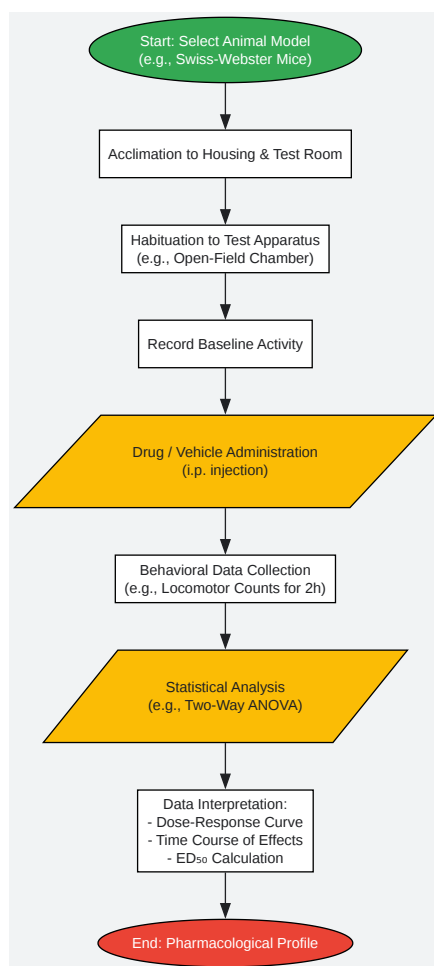 Start: Select Animal Model
(e.g., Swiss-Webster Mice)
Acclimation to Housing & Test Room
Habituation to Test Apparatus
(e.g., Open-Field Chamber)
Record Baseline Activity
Drug / Vehicle Administration
(i.p. injection)
Behavioral Data Collection
(e.g., Locomotor Counts for 2h)
Statistical Analysis
(e.g., Two-Way ANOVA)
Data Interpretation:
- Dose-Response Curve
- Time Course of Effects
- ED₅₀ Calculation
End: Pharmacological Profile